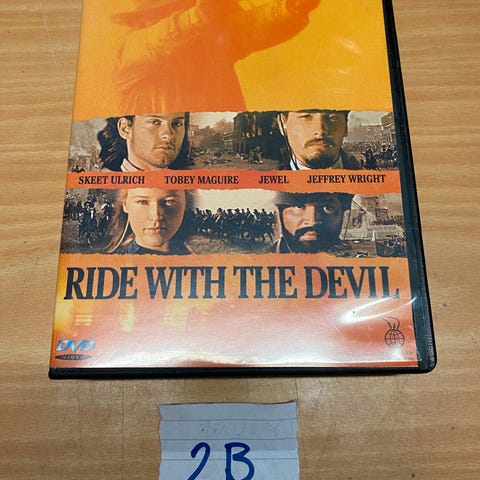 SKEET ULRICH TOBEY MAGUIRE JEWEL JEFFREY WRIGHT
RIDE WITH THE DEVIL
DVD
VIDEO
2B